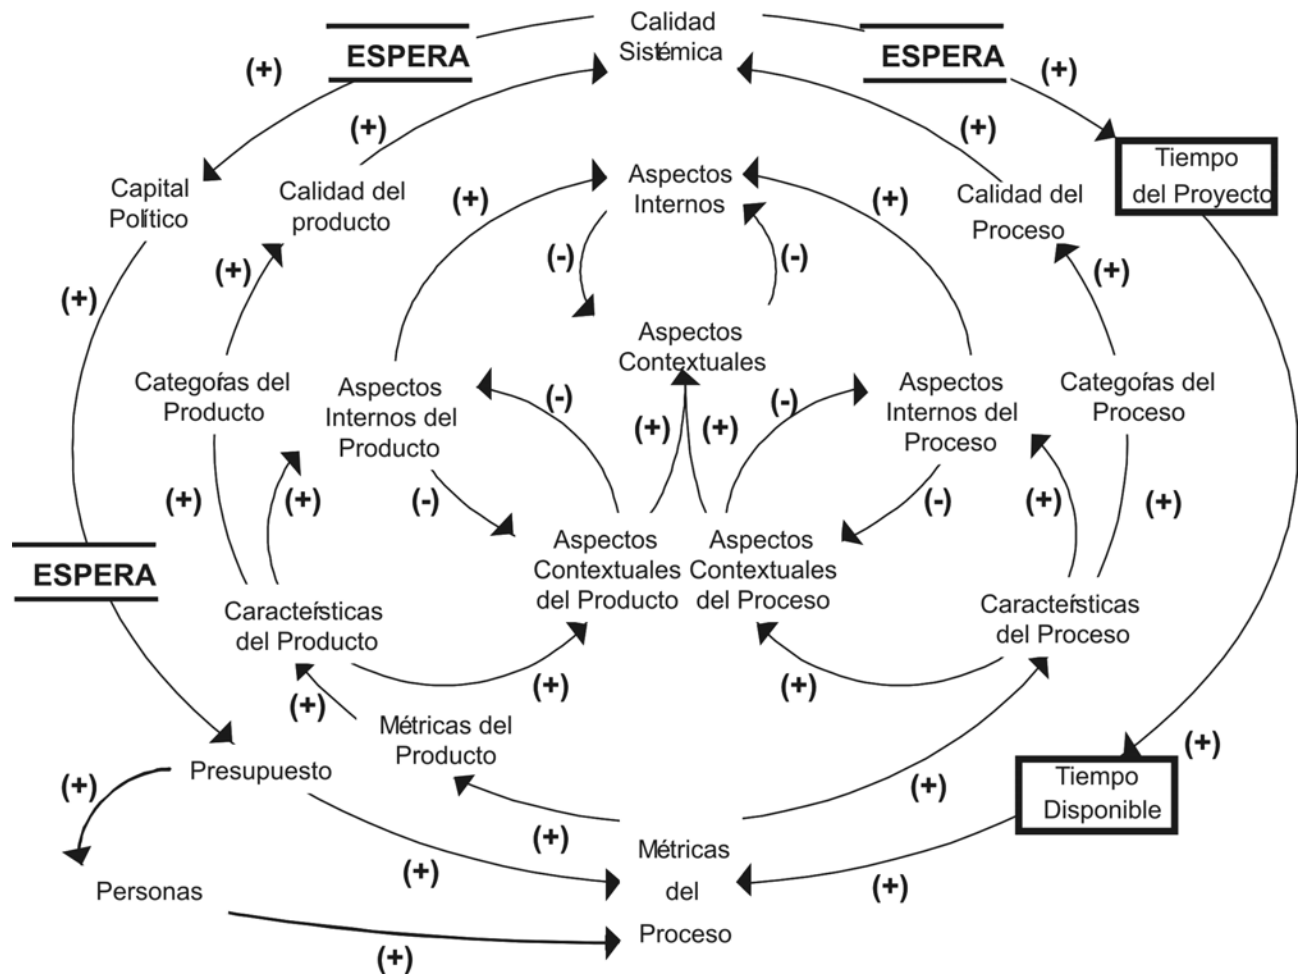 Calidad
Sistémica
ESPERA
ESPERA
(+)
(+)
(+)
(+)
Tiempo
del Proyecto
Capital
Político
Calidad del
producto
Aspectos
Internos
Calidad del
Proceso
(+)
(+)
(+)
(+)
(-)
(-)
(+)
Aspectos
Contextuales
Categorías del
Producto
Aspectos
Internos del
Producto
Aspectos
Internos del
Proceso
Categorías del
Proceso
(-)
(+)
(+)
(-)
(+)
(+)
(-)
(-)
(+)
(+)
ESPERA
Aspectos
Contextuales
del Producto
Aspectos
Contextuales
del Proceso
Características
del Producto
Características
del Proceso
(+)
(+)
(+)
Métricas del
Producto
Presupuesto
(+)
(+)
(+)
Tiempo
Disponible
(+)
(+)
(+)
Métricas
del
Proceso
Personas
(+)